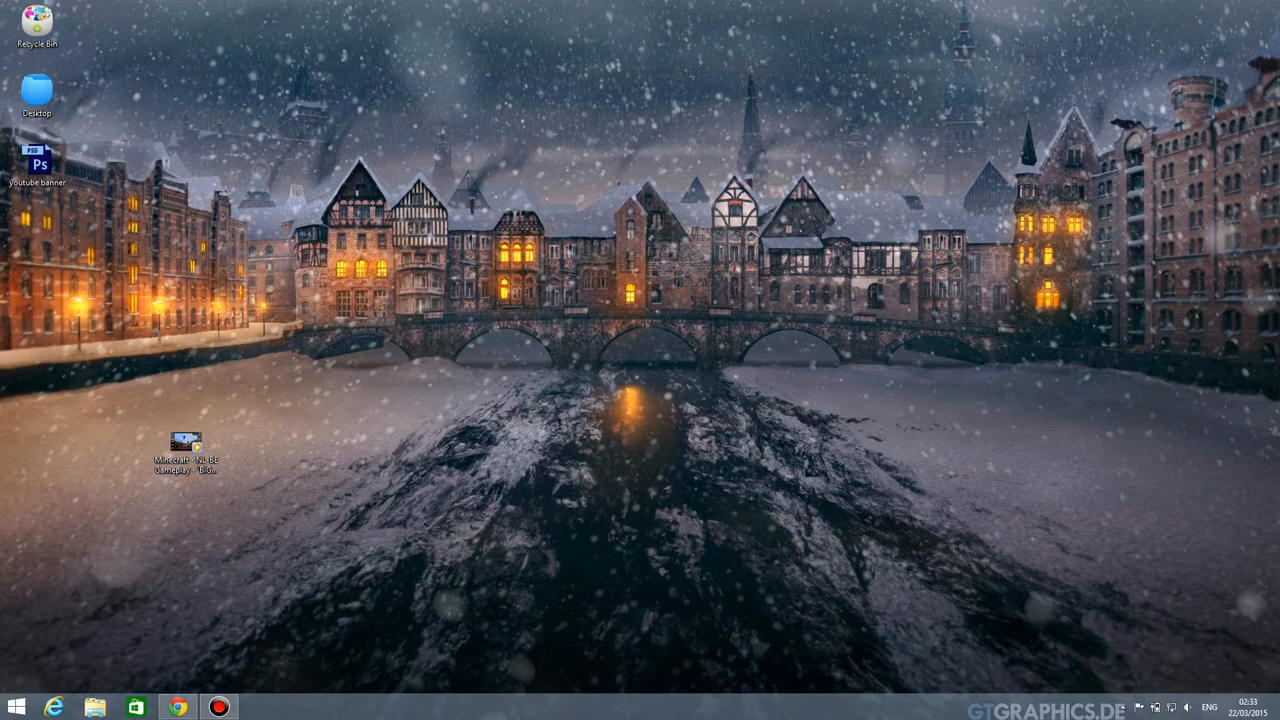 Recycle Bin
Desktop
PSD
Ps
youtube banner
Minecraft - NL-BE
Gameplay - 'BiG...
GTGRAPHICS.DE
ENG
02:33
22/03/2015